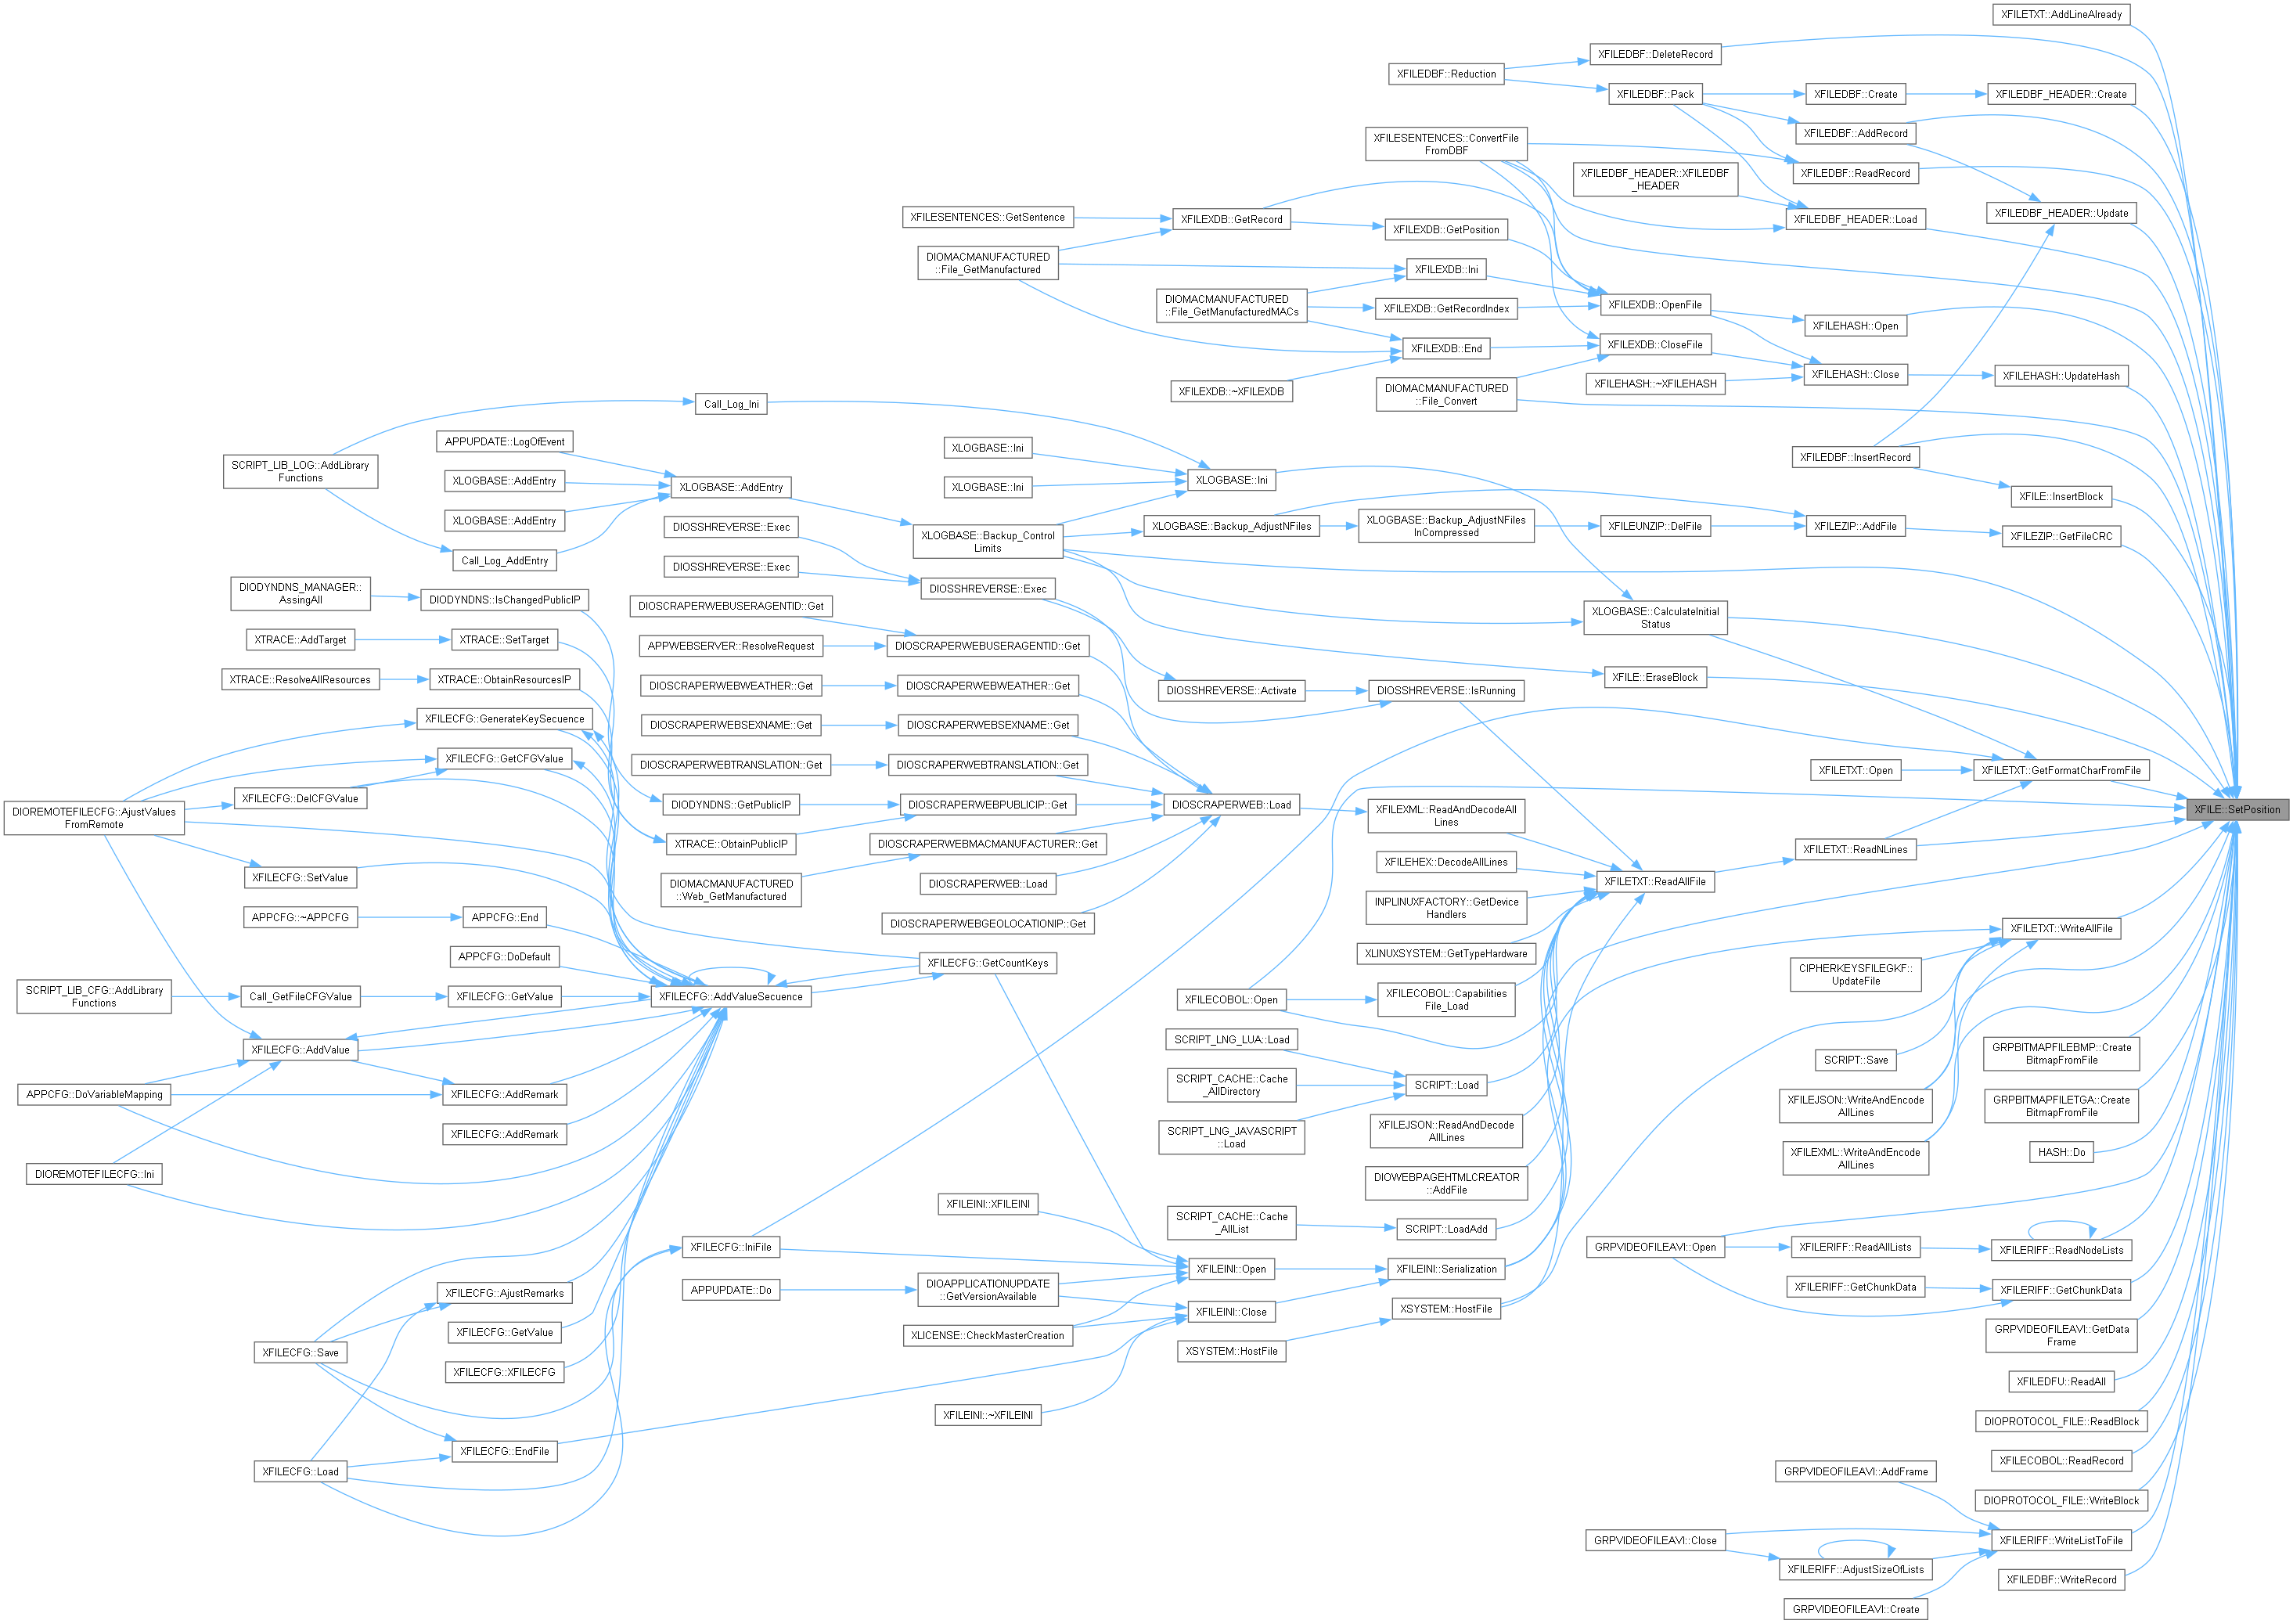 XFILETXT::AddLineAlready
XFILEDBF::DeleteRecord
XFILEDBF::Reduction
XFILEDBF::Pack
XFILEDBF::Create
XFILEDBF_HEADER::Create
XFILEDBF::AddRecord
XFILESENTENCES::ConvertFile
FromDBF
XFILEDBF::ReadRecord
XFILEDBF_HEADER::XFILEDBF
_HEADER
XFILESENTENCES::GetSentence
XFILEXDB::GetRecord
XFILEDBF_HEADER::Load
XFILEDBF_HEADER::Update
XFILEXDB::GetPosition
DIOMACMANUFACTURED
::File_GetManufactured
XFILEXDB::Ini
DIOMACMANUFACTURED
::File_GetManufacturedMACs
XFILEXDB::GetRecordIndex
XFILEXDB::OpenFile
XFILEHASH::Open
XFILEXDB::End
XFILEXDB::CloseFile
XFILEXDB::~XFILEXDB
DIOMACMANUFACTURED
::File_Convert
XFILEHASH::~XFILEHASH
XFILEHASH::Close
XFILEHASH::UpdateHash
Call_Log_Ini
APPUPDATE::LogOfEvent
XLOGBASE::Ini
XFILEDBF::InsertRecord
SCRIPT_LIB_LOG::AddLibrary
Functions
XLOGBASE::AddEntry
XLOGBASE::AddEntry
XLOGBASE::Ini
XLOGBASE::Ini
XFILE::InsertBlock
XLOGBASE::AddEntry
DIOSSHREVERSE::Exec
XLOGBASE::Backup_Control
Limits
XLOGBASE::Backup_AdjustNFiles
XLOGBASE::Backup_AdjustNFiles
InCompressed
XFILEUNZIP::DelFile
XFILEZIP::AddFile
XFILEZIP::GetFileCRC
Call_Log_AddEntry
DIOSSHREVERSE::Exec
DIODYNDNS_MANAGER::
AssingAll
DIODYNDNS::IsChangedPublicIP
DIOSCRAPERWEBUSERAGENTID::Get
DIOSSHREVERSE::Exec
XLOGBASE::CalculateInitial
Status
XTRACE::AddTarget
XTRACE::SetTarget
APPWEBSERVER::ResolveRequest
DIOSCRAPERWEBUSERAGENTID::Get
XTRACE::ResolveAllResources
XTRACE::ObtainResourcesIP
DIOSCRAPERWEBWEATHER::Get
DIOSCRAPERWEBWEATHER::Get
DIOSSHREVERSE::Activate
DIOSSHREVERSE::IsRunning
XFILE::EraseBlock
XFILECFG::GenerateKeySecuence
DIOSCRAPERWEBSEXNAME::Get
DIOSCRAPERWEBSEXNAME::Get
XFILECFG::GetCFGValue
DIOSCRAPERWEBTRANSLATION::Get
DIOSCRAPERWEBTRANSLATION::Get
XFILETXT::Open
XFILETXT::GetFormatCharFromFile
XFILECFG::DelCFGValue
DIODYNDNS::GetPublicIP
DIOSCRAPERWEBPUBLICIP::Get
DIOSCRAPERWEB::Load
XFILE::SetPosition
DIOREMOTEFILECFG::AjustValues
FromRemote
XFILEXML::ReadAndDecodeAll
Lines
XTRACE::ObtainPublicIP
DIOSCRAPERWEBMACMANUFACTURER::Get
XFILETXT::ReadNLines
XFILEHEX::DecodeAllLines
XFILECFG::SetValue
DIOMACMANUFACTURED
::Web_GetManufactured
DIOSCRAPERWEB::Load
XFILETXT::ReadAllFile
INPLINUXFACTORY::GetDevice
Handlers
APPCFG::~APPCFG
APPCFG::End
DIOSCRAPERWEBGEOLOCATIONIP::Get
XFILETXT::WriteAllFile
APPCFG::DoDefault
XFILECFG::GetCountKeys
XLINUXSYSTEM::GetTypeHardware
CIPHERKEYSFILEGKF::
UpdateFile
SCRIPT_LIB_CFG::AddLibrary
Functions
Call_GetFileCFGValue
XFILECFG::GetValue
XFILECFG::AddValueSecuence
XFILECOBOL::Open
XFILECOBOL::Capabilities
File_Load
XFILECFG::AddValue
SCRIPT_LNG_LUA::Load
SCRIPT::Save
GRPBITMAPFILEBMP::Create
BitmapFromFile
APPCFG::DoVariableMapping
XFILECFG::AddRemark
SCRIPT_CACHE::Cache
_AllDirectory
SCRIPT::Load
XFILEJSON::WriteAndEncode
AllLines
GRPBITMAPFILETGA::Create
BitmapFromFile
XFILECFG::AddRemark
SCRIPT_LNG_JAVASCRIPT
::Load
XFILEJSON::ReadAndDecode
AllLines
XFILEXML::WriteAndEncode
AllLines
HASH::Do
DIOREMOTEFILECFG::Ini
DIOWEBPAGEHTMLCREATOR
::AddFile
XFILEINI::XFILEINI
SCRIPT_CACHE::Cache
_AllList
SCRIPT::LoadAdd
XFILECFG::IniFile
GRPVIDEOFILEAVI::Open
XFILERIFF::ReadAllLists
XFILERIFF::ReadNodeLists
XFILEINI::Open
XFILEINI::Serialization
APPUPDATE::Do
DIOAPPLICATIONUPDATE
::GetVersionAvailable
XFILERIFF::GetChunkData
XFILERIFF::GetChunkData
XFILECFG::AjustRemarks
XFILEINI::Close
XSYSTEM::HostFile
XFILECFG::GetValue
XLICENSE::CheckMasterCreation
GRPVIDEOFILEAVI::GetData
Frame
XFILECFG::Save
XSYSTEM::HostFile
XFILECFG::XFILECFG
XFILEDFU::ReadAll
XFILEINI::~XFILEINI
DIOPROTOCOL_FILE::ReadBlock
XFILECFG::EndFile
XFILECOBOL::ReadRecord
XFILECFG::Load
GRPVIDEOFILEAVI::AddFrame
DIOPROTOCOL_FILE::WriteBlock
GRPVIDEOFILEAVI::Close
XFILERIFF::WriteListToFile
XFILERIFF::AdjustSizeOfLists
XFILEDBF::WriteRecord
GRPVIDEOFILEAVI::Create